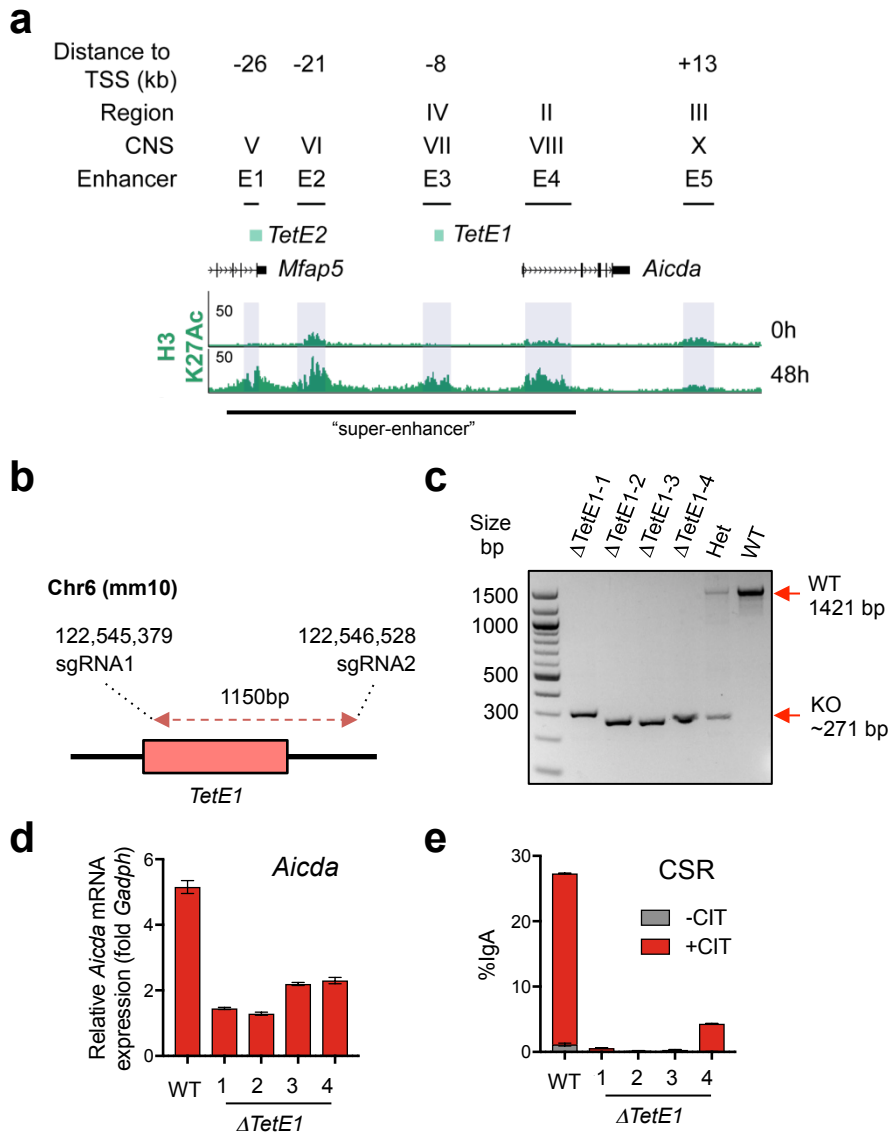 a
Distance to TSS (kb) -26 -21 -8 +13
Region IV II III
CNS V VI VII VIII X
Enhancer E1 E2 E3 E4 E5
TetE2 TetE1
Mfap5 Aicda
H3 K27Ac
50 0h
50 48h
"super-enhancer"
b
Chr6 (mm10)
122,545,379 122,546,528
sgRNA1 sgRNA2
1150bp
TetE1
c
Size bp
ΔTetE1-1 ΔTetE1-2 ΔTetE1-3 ΔTetE1-4 Het WT
1500
1000
500
300
WT
1421 bp
KO
~271 bp
d
Aicda
Relative Aicda mRNA
expression (fold Gadph)
6
4
2
0
WT 1 2 3 4
ΔTetE1
e
CSR
%IgA
30
20
10
0
-CIT
+CIT
WT 1 2 3 4
ΔTetE1